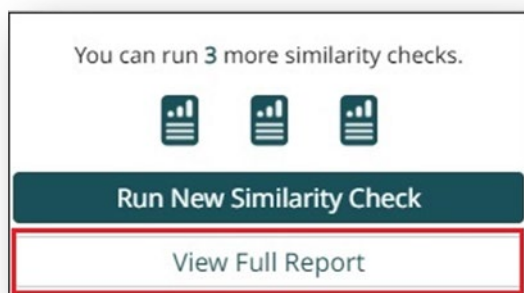 You can run 3 more similarity checks.
Run New Similarity Check
View Full Report